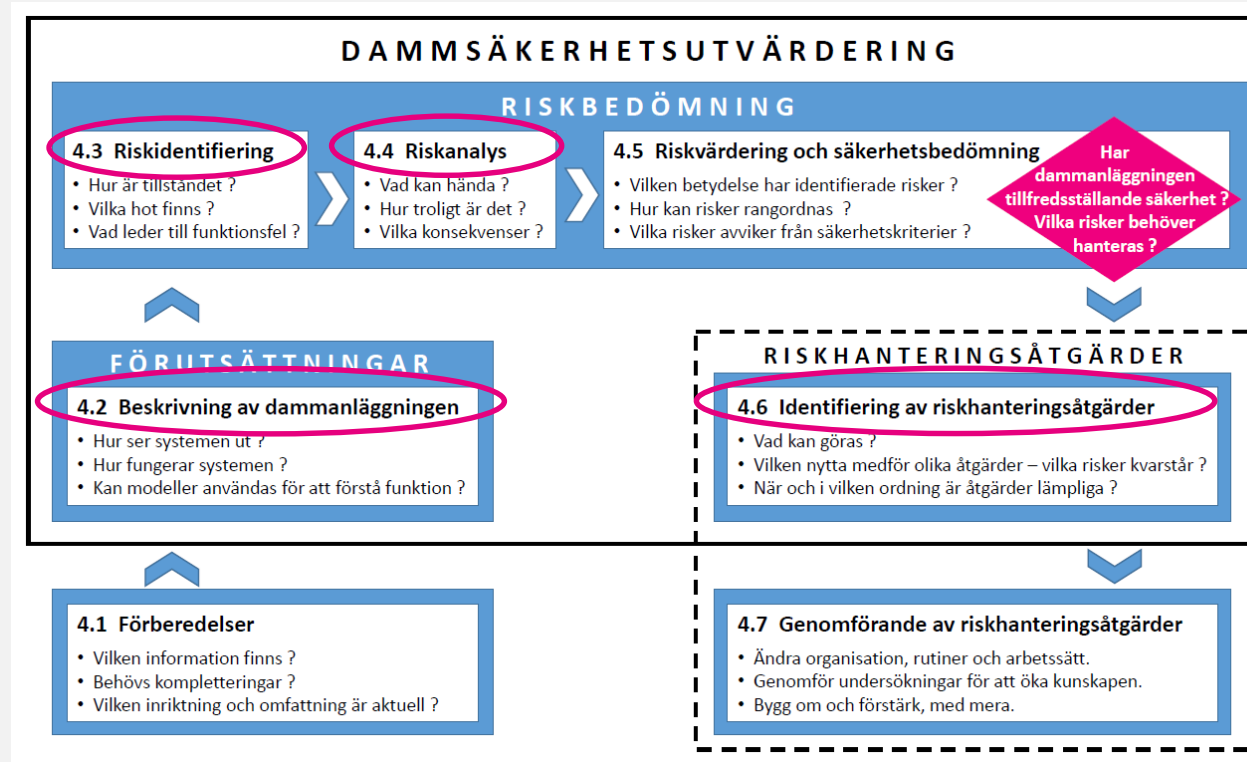 DAMMSÄKERHETSUTVÄRDERING
RISKBEDÖMNING
4.3 Riskidentifiering
• Hur är tillståndet ?
• Vilka hot finns ?
• Vad leder till funktionsfel ?
4.4 Riskanalys
• Vad kan hända ?
• Hur troligt är det ?
• Vilka konsekvenser ?
4.5 Riskvärdering och säkerhetsbedömning
• Vilken betydelse har identifierade risker ?
• Hur kan risker rangordnas ?
• Vilka risker avviker från säkerhetskriterier ?
Har
dammanläggningen
tillfredsställande säkerhet ?
Vilka risker behöver
hanteras ?
FÖRUTSÄTTNINGAR
4.2 Beskrivning av dammanläggningen
• Hur ser systemen ut ?
• Hur fungerar systemen ?
• Kan modeller användas för att förstå funktion ?
RISKHANTERINGSÅTGÄRDER
4.6 Identifiering av riskhanteringsåtgärder
• Vad kan göras ?
• Vilken nytta medför olika åtgärder – vilka risker kvarstår ?
• När och i vilken ordning är åtgärder lämpliga ?
4.1 Förberedelser
• Vilken information finns ?
• Behövs kompletteringar ?
• Vilken inriktning och omfattning är aktuell ?
4.7 Genomförande av riskhanteringsåtgärder
• Ändra organisation, rutiner och arbetssätt.
• Genomför undersökningar för att öka kunskapen.
• Bygg om och förstärk, med mera.